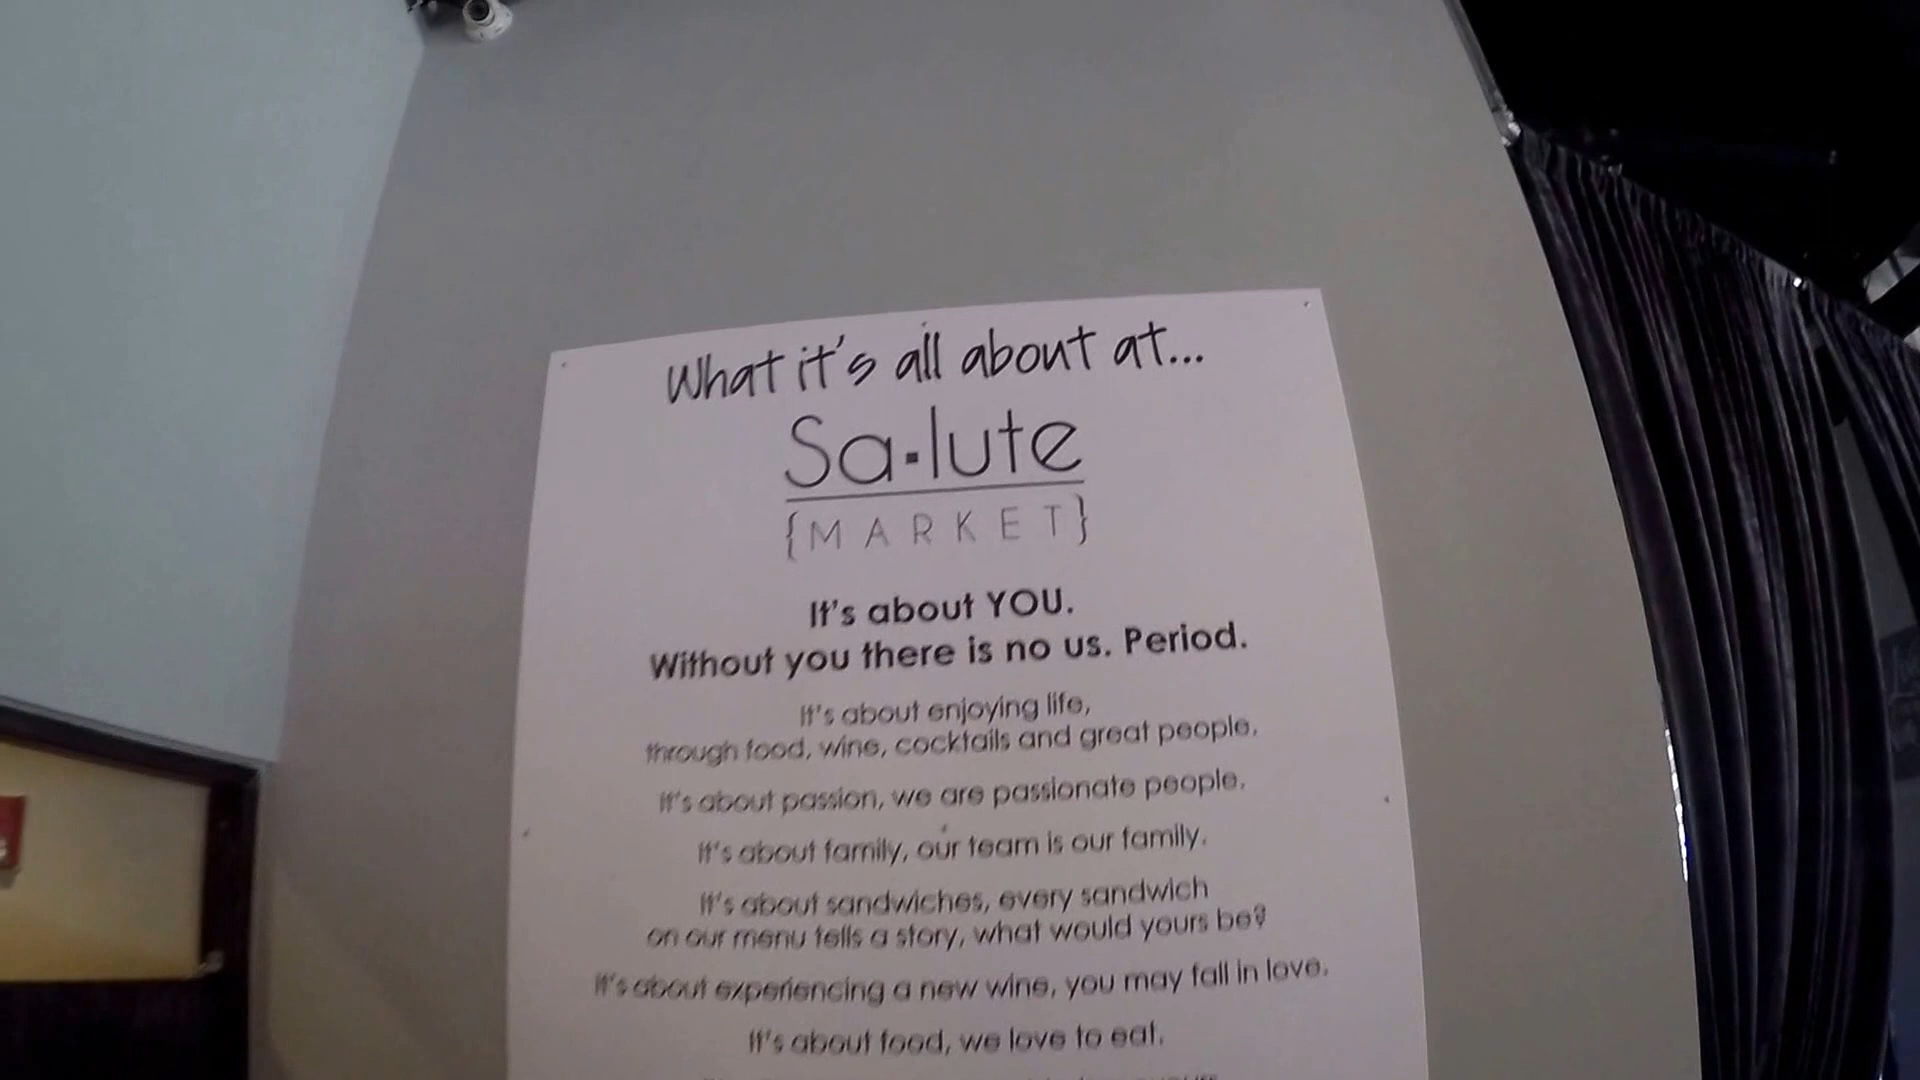 What it's all about at...
Sa▪lute
{MARKET}
It's about YOU.
Without you there is no us. Period.
It's about enjoying life,
through food, wine, cocktails and great people.
It's about passion, we are passionate people.
It's about family, our team is our family.
It's about sandwiches, every sandwich
on our menu tells a story, what would yours be?
It's about experiencing a new wine, you may fall in love.
It's about food, we love to eat.